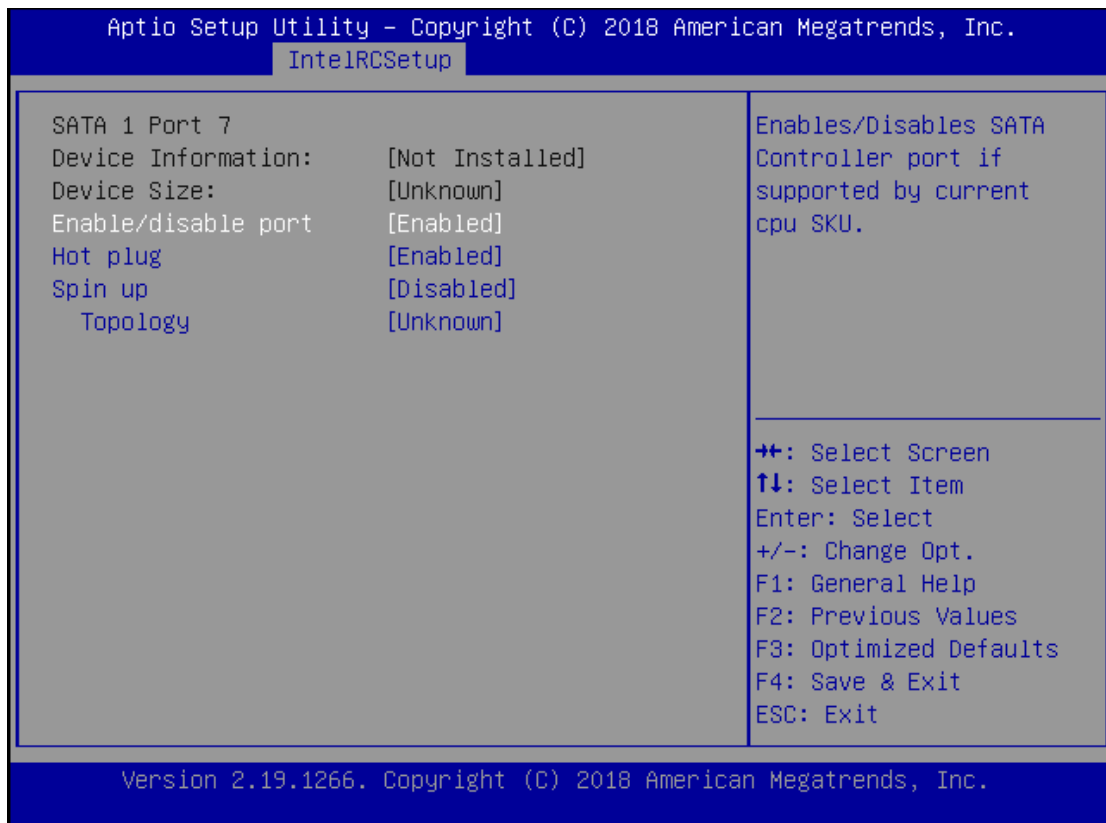 Aptio Setup Utility – Copyright (C) 2018 American Megatrends, Inc.
IntelRCSetup
SATA 1 Port 7
Device Information: [Not Installed]
Device Size: [Unknown]
Enable/disable port [Enabled]
Hot plug [Enabled]
Spin up [Disabled]
Topology [Unknown]
Enables/Disables SATA
Controller port if
supported by current
cpu SKU.
→←: Select Screen
↑↓: Select Item
Enter: Select
+/-: Change Opt.
F1: General Help
F2: Previous Values
F3: Optimized Defaults
F4: Save & Exit
ESC: Exit
Version 2.19.1266. Copyright (C) 2018 American Megatrends, Inc.